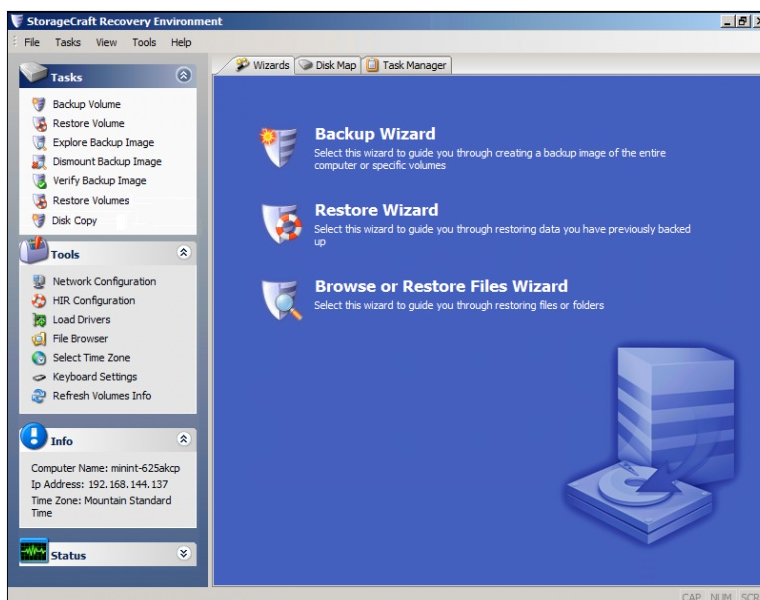 StorageCraft Recovery Environment
File Tasks View Tools Help
Tasks
Backup Volume
Restore Volume
Explore Backup Image
Dismount Backup Image
Verify Backup Image
Restore Volumes
Disk Copy
Tools
Network Configuration
HIR Configuration
Load Drivers
File Browser
Select Time Zone
Keyboard Settings
Refresh Volumes Info
Info
Computer Name: minint-625akcp
Ip Address: 192.168.144.137
Time Zone: Mountain Standard
Time
Status
Wizards Disk Map Task Manager
Backup Wizard
Select this wizard to guide you through creating a backup image of the entire
computer or specific volumes
Restore Wizard
Select this wizard to guide you through restoring data you have previously backed
up
Browse or Restore Files Wizard
Select this wizard to guide you through restoring files or folders
CAP NUM SCR